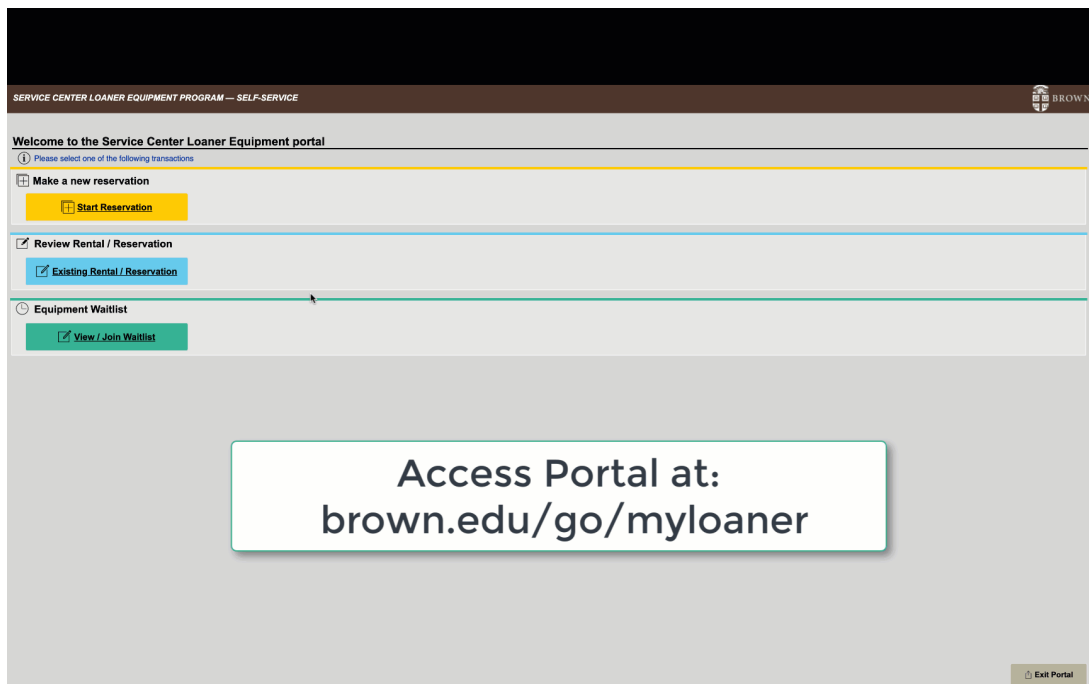 SERVICE CENTER LOANER EQUIPMENT PROGRAM — SELF-SERVICE
BROWN
Welcome to the Service Center Loaner Equipment portal
Please select one of the following transactions
Make a new reservation
Start Reservation
Review Rental / Reservation
Existing Rental / Reservation
Equipment Waitlist
View / Join Waitlist
Access Portal at:
brown.edu/go/myloaner
Exit Portal